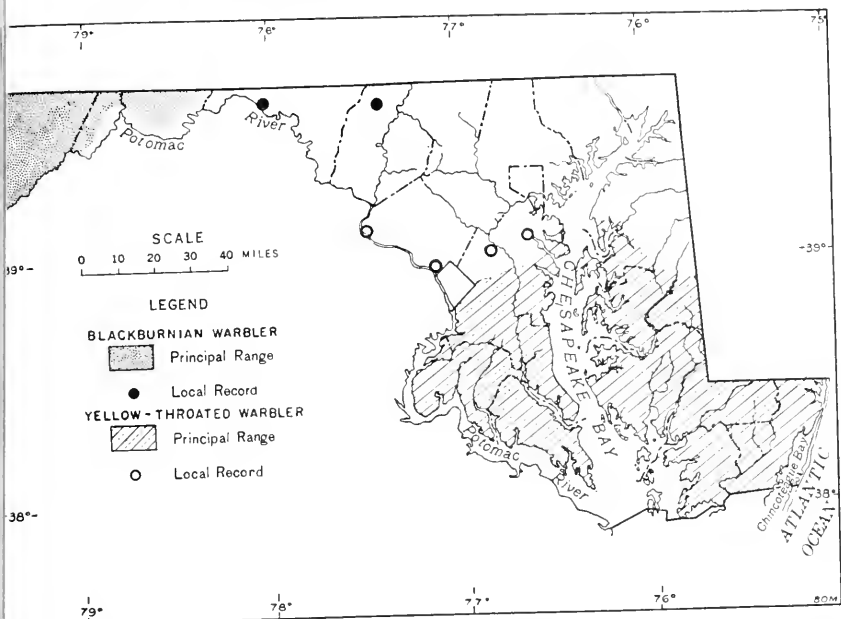 79° 78° 77° 76° 75°
Potomac
River
SCALE
0 10 20 30 40 MILES
39°
39°
LEGEND
BLACKBURNIAN WARBLER
Principal Range
Local Record
YELLOW-THROATED WARBLER
Principal Range
Local Record
CHESAPEAKE BAY
Potomac
River
Chincoteague Bay
ATLANTIC
OCEAN
38°
38°
79° 78° 77° 76° 80M